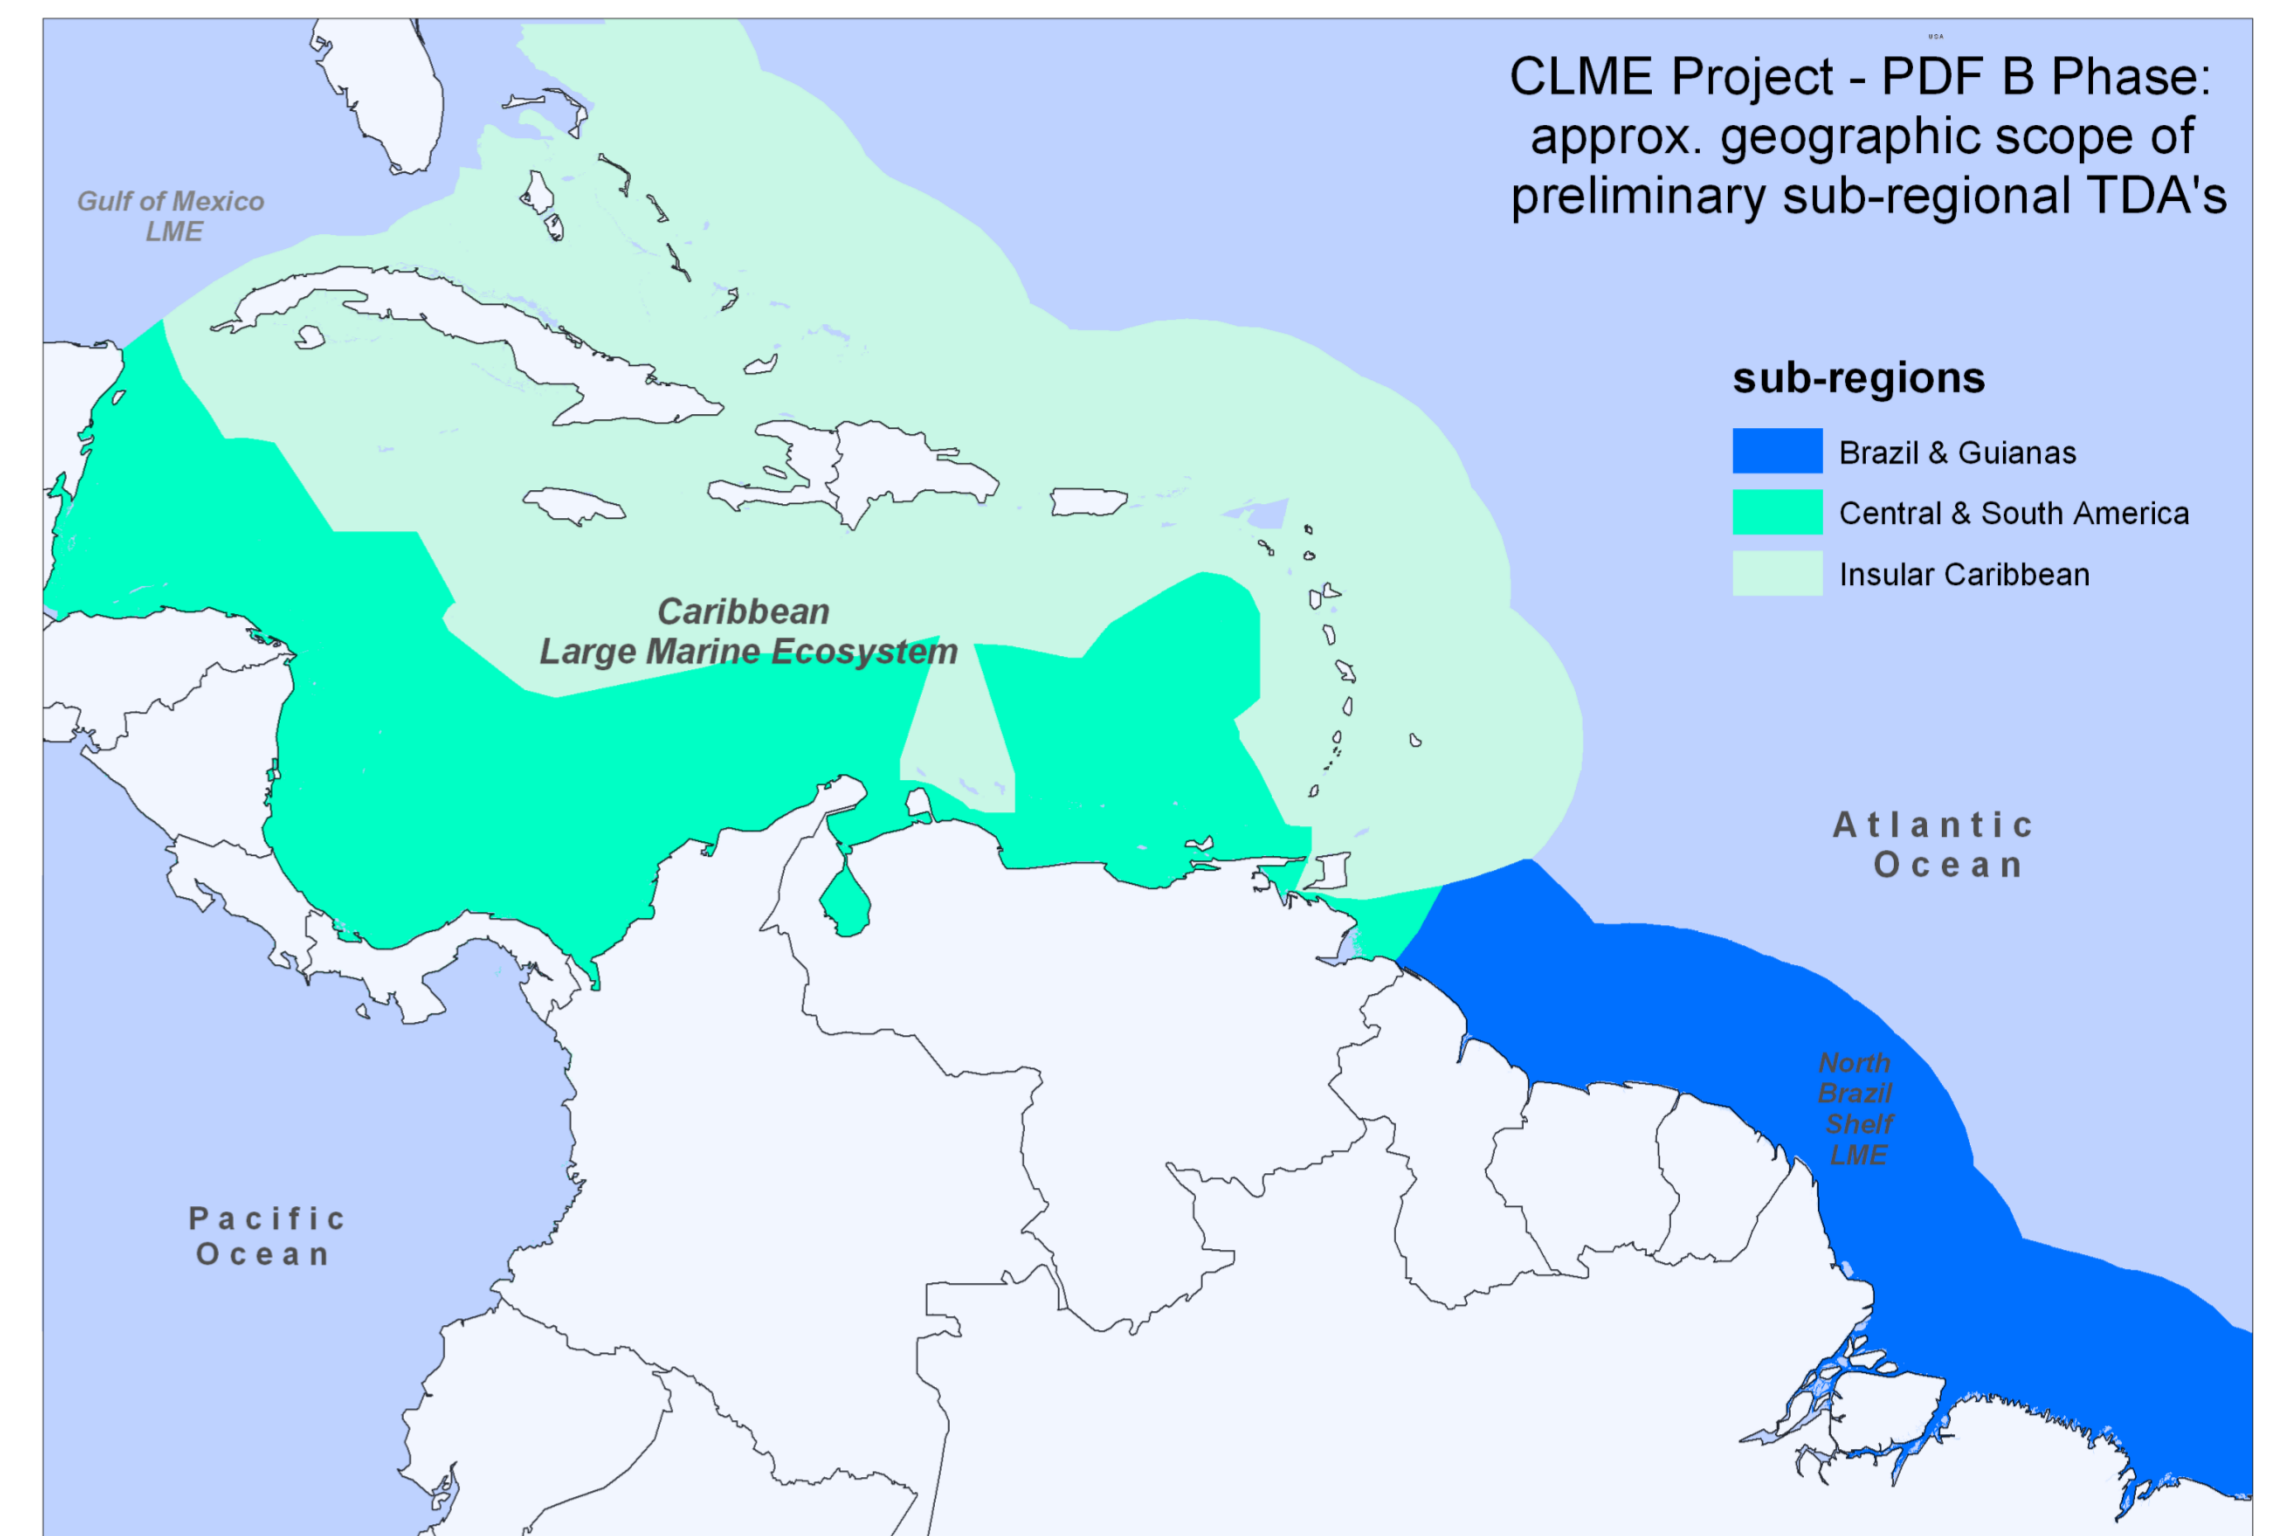 USA
CLME Project - PDF B Phase:
approx. geographic scope of
preliminary sub-regional TDA's
Gulf of Mexico
LME
sub-regions
Brazil & Guianas
Central & South America
Insular Caribbean
Caribbean
Large Marine Ecosystem
Atlantic
Ocean
North
Brazil
Shelf
LME
Pacific
Ocean